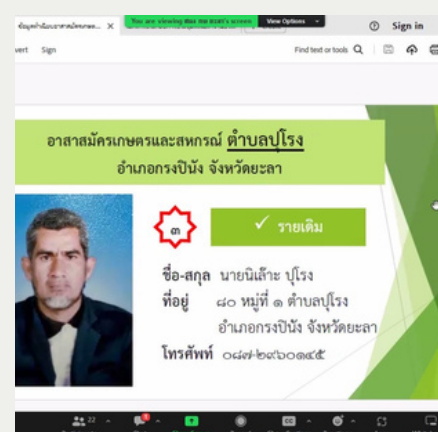 You are viewing
screen
View Options
Sign in
vert Sign
Find text or tools
อาสาสมัครเกษตรและสหกรณ์ ตำบลปุโรง
อำเภอกรงปินัง จังหวัดยะลา
๓
✓ รายเดิม
ชื่อ-สกุล นายนิเล๊าะ ปุโรง
ที่อยู่ ๘๐ หมู่ที่ ๑ ตำบลปุโรง
อำเภอกรงปินัง จังหวัดยะลา
โทรศัพท์ ๐๘๗-๒๙๖๐๑๔๕
22